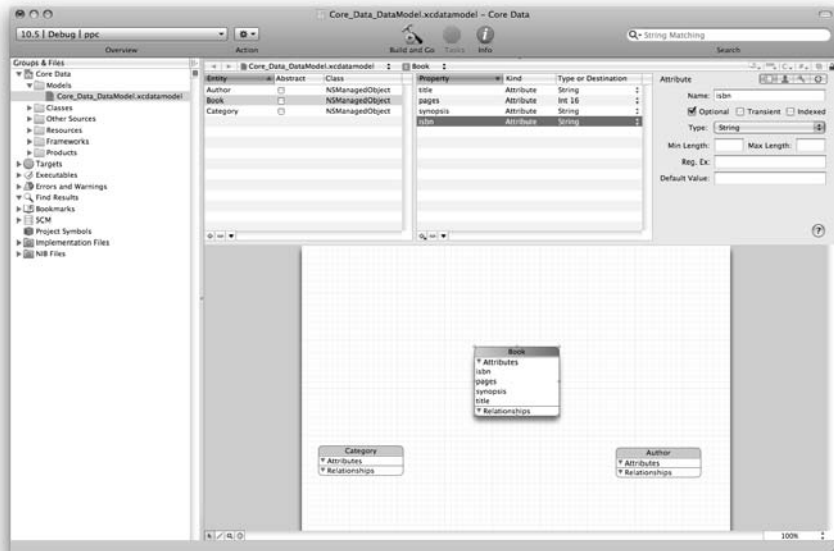 Core_Data_DataModel.xcdatamodel – Core Data
10.5 | Debug | ppc
Overview
Action
Build and Go
Tasks
Info
String Matching
Search
Groups & Files
Core Data
Models
Core_Data_DataModel.xcdatamodel
Classes
Other Sources
Resources
Frameworks
Products
Targets
Executables
Errors and Warnings
Find Results
Bookmarks
SCM
Project Symbols
Implementation Files
NIB Files
Core_Data_DataModel.xcdatamodel
Book
Entity Abstract Class
Author NSManagedObject
Book NSManagedObject
Category NSManagedObject
Property Kind Type or Destination
title Attribute String
pages Attribute Int 16
synopsis Attribute String
isbn Attribute String
Attribute
Name: isbn
Optional Transient Indexed
Type: String
Min Length: Max Length:
Reg. Ex:
Default Value:
?
Book
Attributes
isbn
pages
synopsis
title
Relationships
Category
Attributes
Relationships
Author
Attributes
Relationships
100%